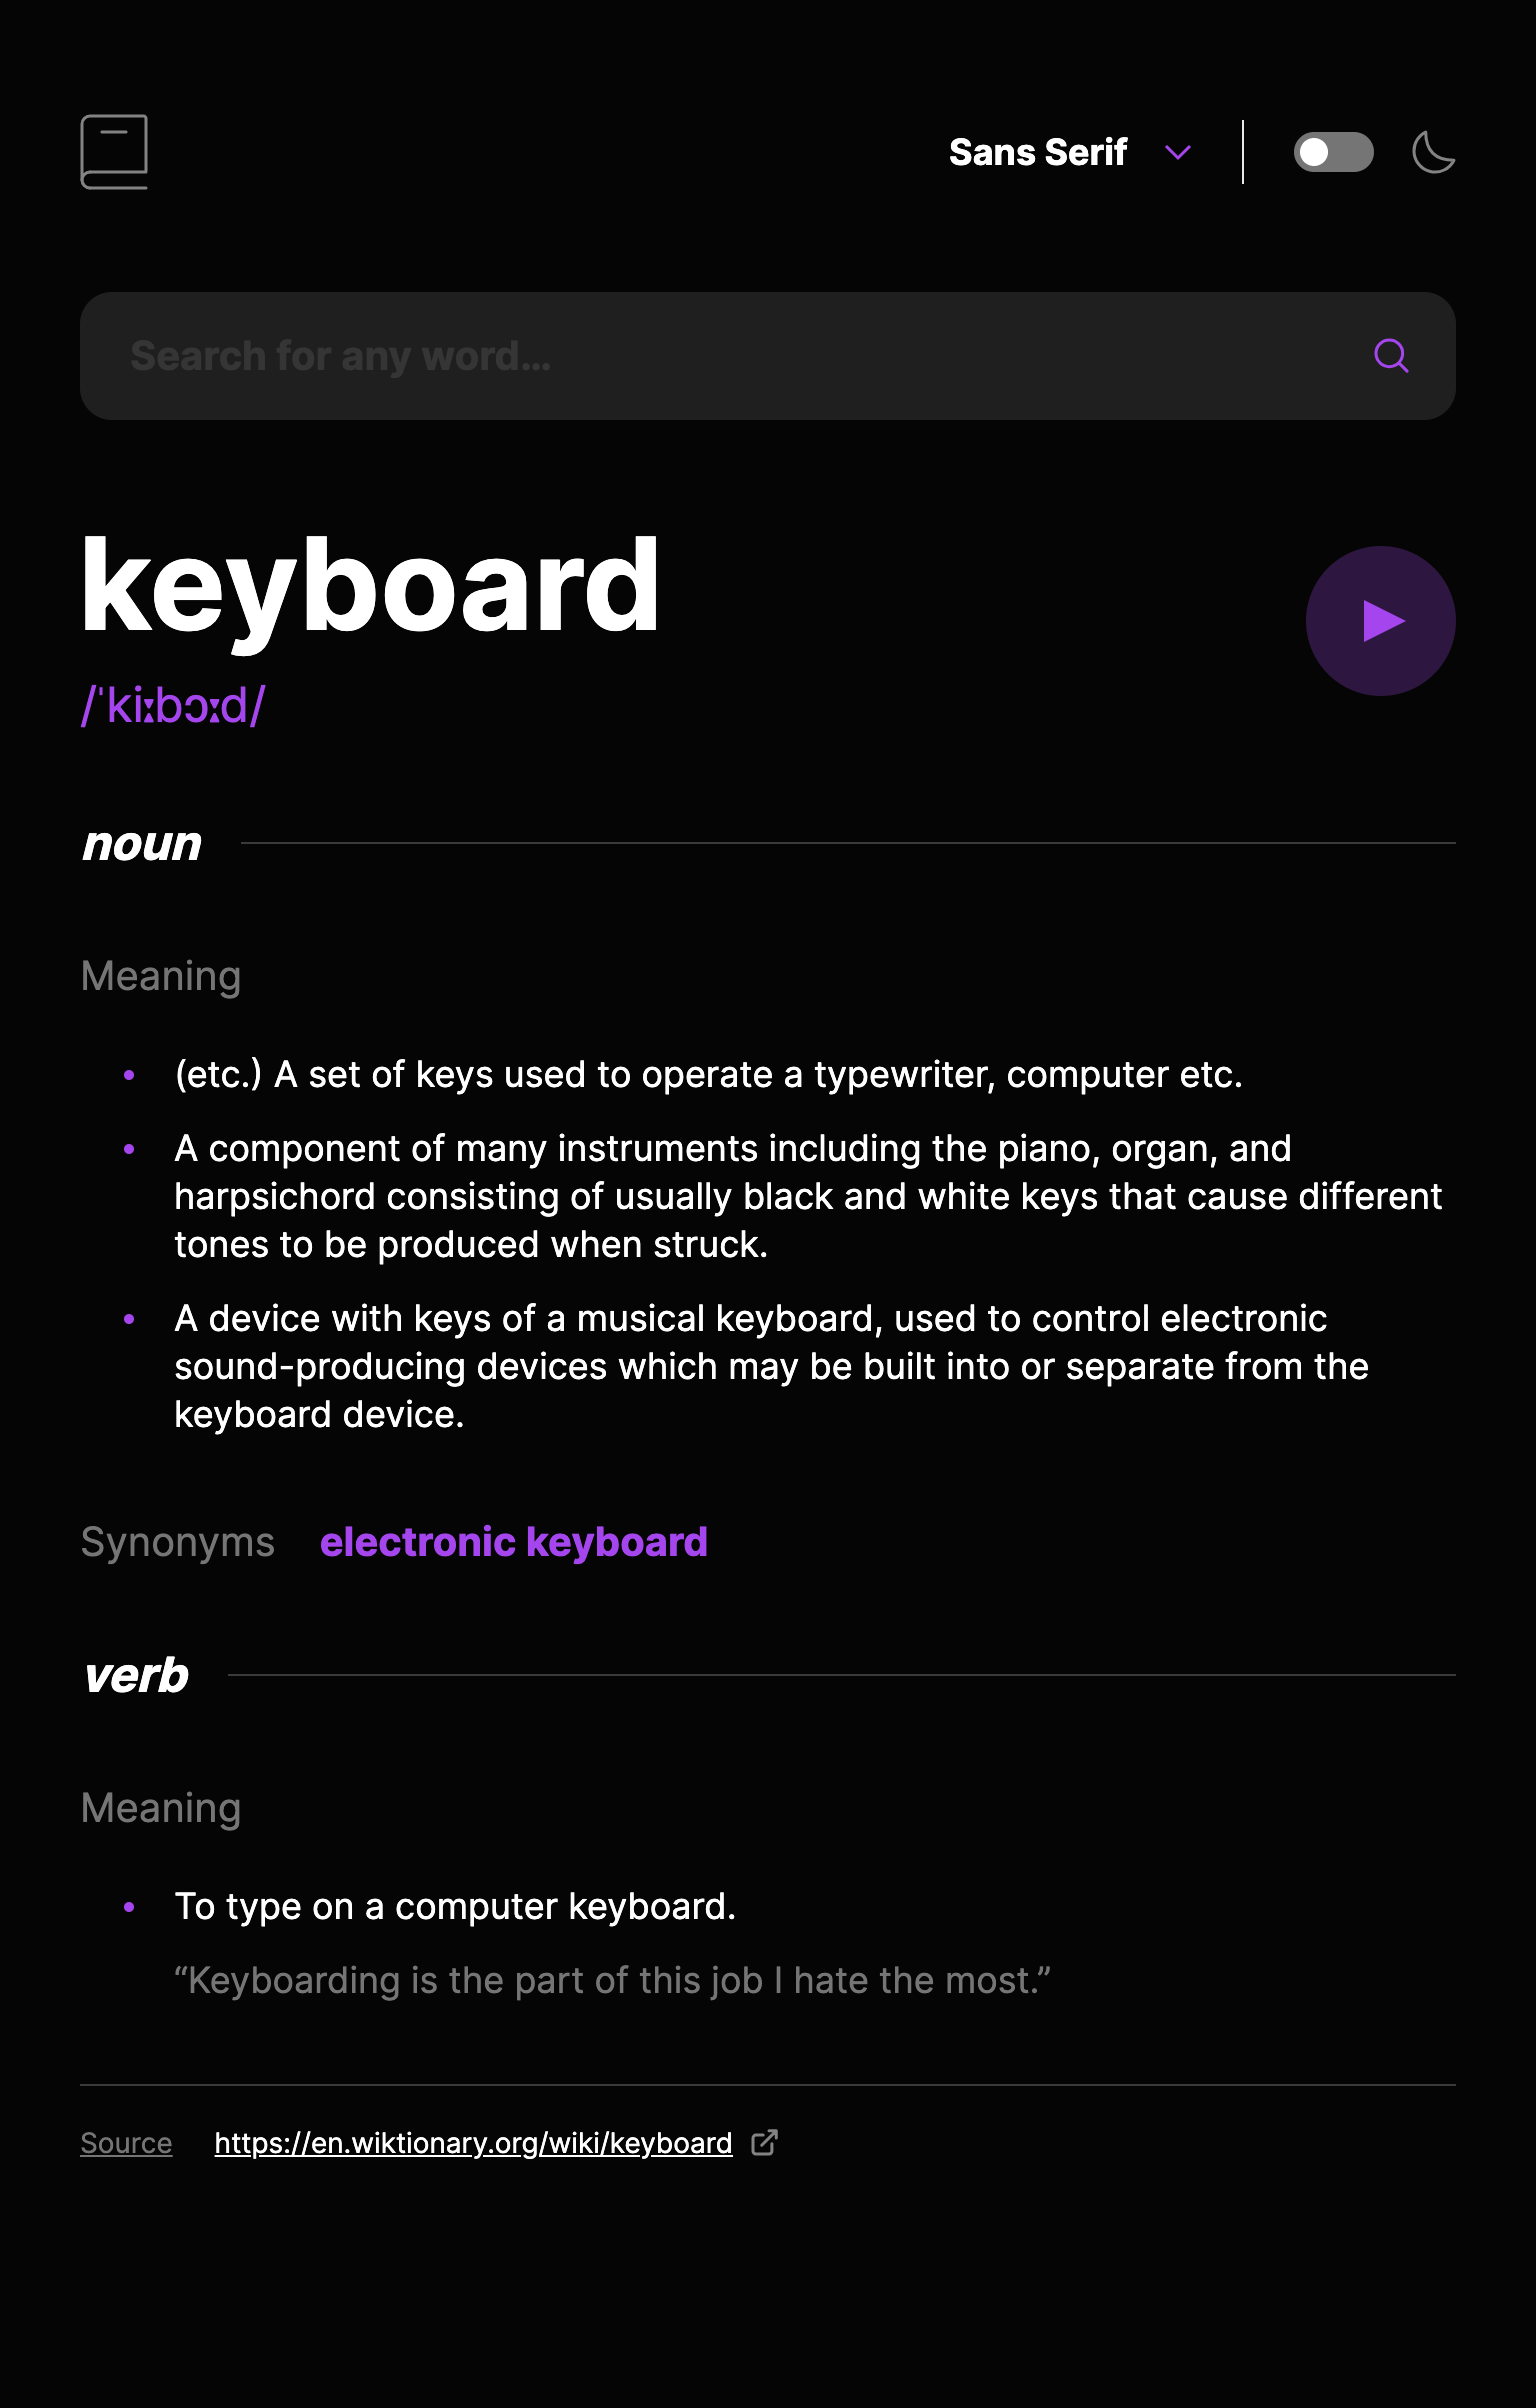 Sans Serif
Search for any word…
keyboard
/ˈkiːbɔːd/
noun
Meaning
(etc.) A set of keys used to operate a typewriter, computer etc.
A component of many instruments including the piano, organ, and
harpsichord consisting of usually black and white keys that cause different
tones to be produced when struck.
A device with keys of a musical keyboard, used to control electronic
sound-producing devices which may be built into or separate from the
keyboard device.
Synonyms electronic keyboard
verb
Meaning
To type on a computer keyboard.
“Keyboarding is the part of this job I hate the most.”
Source https://en.wiktionary.org/wiki/keyboard